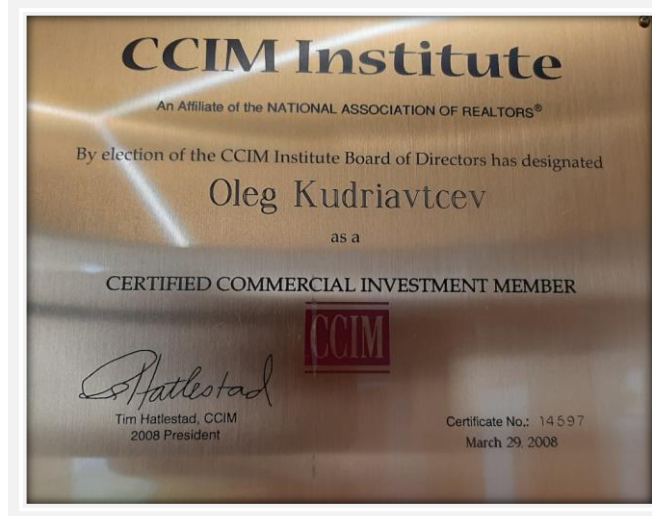 CCIM Institute
An Affiliate of the NATIONAL ASSOCIATION OF REALTORS®
By election of the CCIM Institute Board of Directors has designated
Oleg Kudriavtcev
as a
CERTIFIED COMMERCIAL INVESTMENT MEMBER
CCIM
Hatlestad
Tim Hatlestad, CCIM
2008 President
Certificate No.: 14597
March 29, 2008